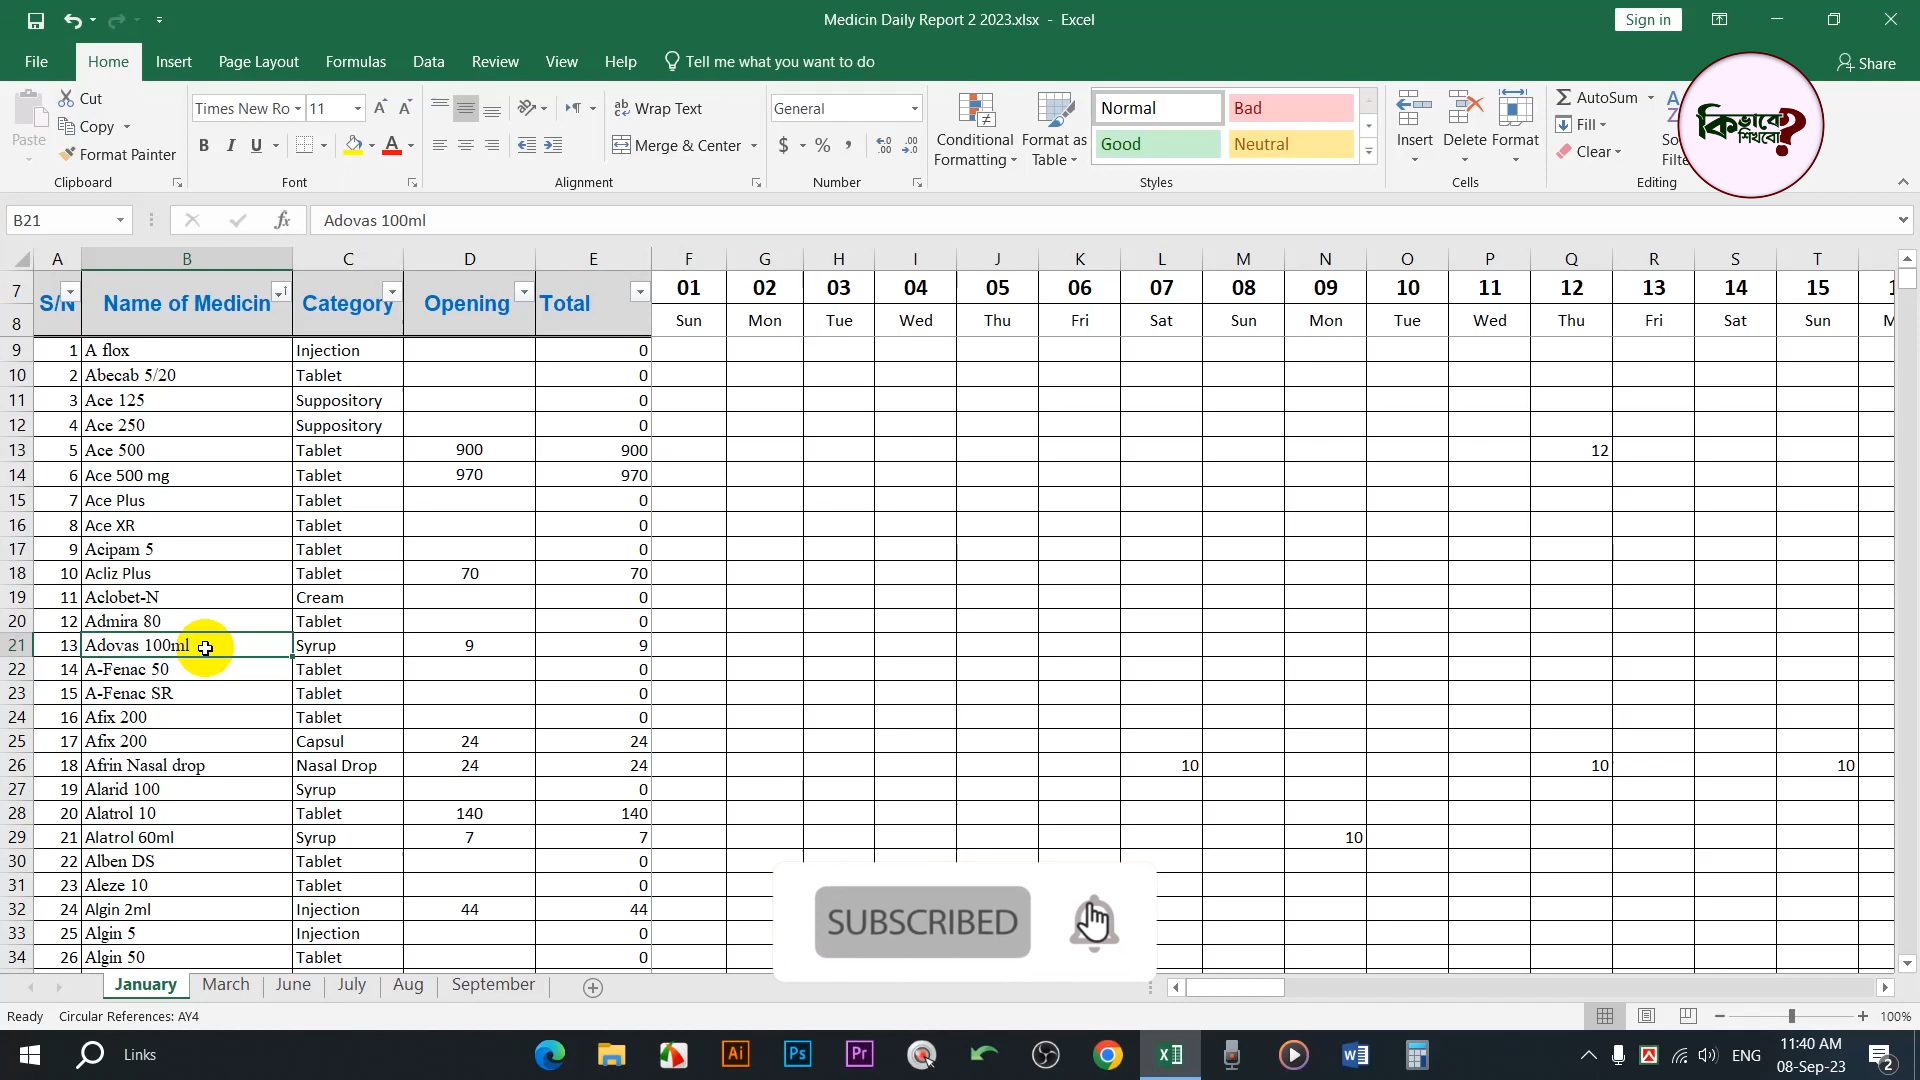 Medicin Daily Report 2 2023.xlsx - Excel
Sign in
File Home Insert Page Layout Formulas Data Review View Help Tell me what you want to do Share
Paste Cut Copy Format Painter Clipboard
Times New Ro 11 B I U A Font
Wrap Text Merge & Center Alignment
General $ % , Number
Conditional Formatting Format as Table Normal Bad Good Neutral Styles
Insert Delete Format Cells
AutoSum Fill Clear Editing
কিভাবে শিখবো?
B21 fx Adovas 100ml
A B C D E F G H I J K L M N O P Q R S T
7 S/N Name of Medicin Category Opening Total 01 02 03 04 05 06 07 08 09 10 11 12 13 14 15
8 Sun Mon Tue Wed Thu Fri Sat Sun Mon Tue Wed Thu Fri Sat Sun
9 1 A flox Injection 0
10 2 Abecab 5/20 Tablet 0
11 3 Ace 125 Suppository 0
12 4 Ace 250 Suppository 0
13 5 Ace 500 Tablet 900 900 12
14 6 Ace 500 mg Tablet 970 970
15 7 Ace Plus Tablet 0
16 8 Ace XR Tablet 0
17 9 Acipam 5 Tablet 0
18 10 Acliz Plus Tablet 70 70
19 11 Aclobet-N Cream 0
20 12 Admira 80 Tablet 0
21 13 Adovas 100ml Syrup 9 9
22 14 A-Fenac 50 Tablet 0
23 15 A-Fenac SR Tablet 0
24 16 Afix 200 Tablet 0
25 17 Afix 200 Capsul 24 24
26 18 Afrin Nasal drop Nasal Drop 24 24 10 10 10
27 19 Alarid 100 Syrup 0
28 20 Alatrol 10 Tablet 140 140
29 21 Alatrol 60ml Syrup 7 7 10
30 22 Alben DS Tablet 0
31 23 Aleze 10 Tablet 0
32 24 Algin 2ml Injection 44 44
33 25 Algin 5 Injection 0
34 26 Algin 50 Tablet 0
SUBSCRIBED
January March June July Aug September
Ready Circular References: AY4 100%
Links Ai Ps Pr ENG 11:40 AM
08-Sep-23 2